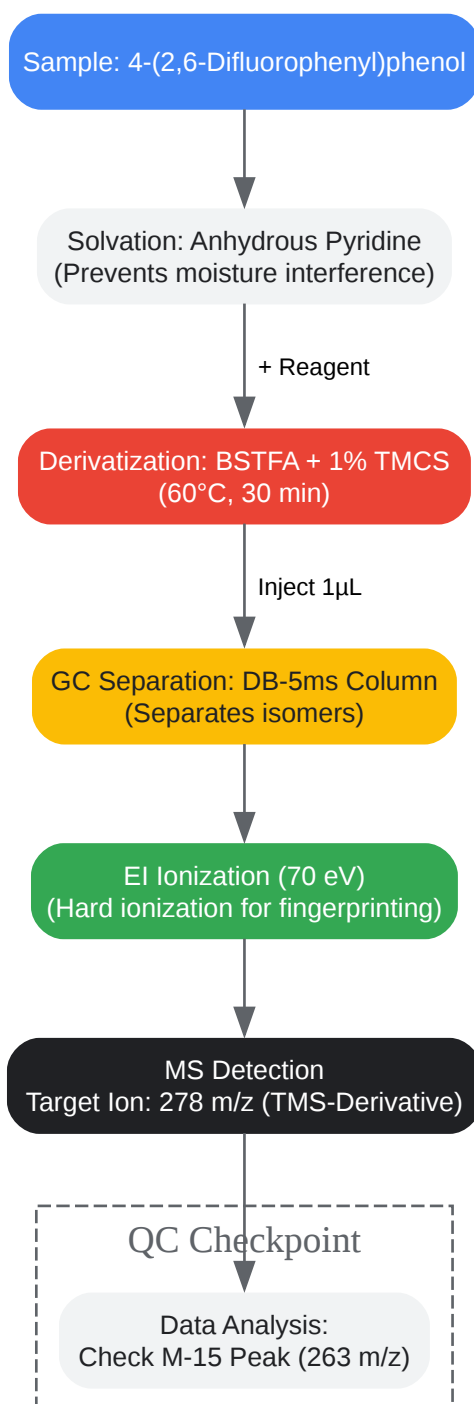 Sample: 4-(2,6-Difluorophenyl)phenol
Solvation: Anhydrous Pyridine
(Prevents moisture interference)
+ Reagent
Derivatization: BSTFA + 1% TMCS
(60°C, 30 min)
Inject 1µL
GC Separation: DB-5ms Column
(Separates isomers)
EI Ionization (70 eV)
(Hard ionization for fingerprinting)
MS Detection
Target Ion: 278 m/z (TMS-Derivative)
QC Checkpoint
Data Analysis:
Check M-15 Peak (263 m/z)